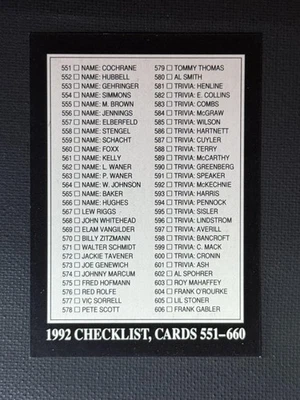 551 ☐ NAME: COCHRANE
552 ☐ NAME: HUBBELL
553 ☐ NAME: GEHRINGER
554 ☐ NAME: SIMMONS
555 ☐ NAME: M. BROWN
556 ☐ NAME: JENNINGS
557 ☐ NAME: ELBERFELD
558 ☐ NAME: STENGEL
559 ☐ NAME: SCHACHT
560 ☐ NAME: FOXX
561 ☐ NAME: KELLY
562 ☐ NAME: L. WANER
563 ☐ NAME: P. WANER
564 ☐ NAME: W. JOHNSON
565 ☐ NAME: BAKER
566 ☐ NAME: HUGHES
567 ☐ LEW RIGGS
568 ☐ JOHN WHITEHEAD
569 ☐ ELAM VANGILDER
570 ☐ BILLY ZITZMANN
571 ☐ WALTER SCHMIDT
572 ☐ JACKIE TAVENER
573 ☐ JOE GENEWICH
574 ☐ JOHNNY MARCUM
575 ☐ FRED HOFMANN
576 ☐ RED ROLFE
577 ☐ VIC SORRELL
578 ☐ PETE SCOTT
579 ☐ TOMMY THOMAS
580 ☐ AL SMITH
581 ☐ TRIVIA: HENLINE
582 ☐ TRIVIA: E. COLLINS
583 ☐ TRIVIA: COMBS
584 ☐ TRIVIA: McGRAW
585 ☐ TRIVIA: WILSON
586 ☐ TRIVIA: HARTNETT
587 ☐ TRIVIA: CUYLER
588 ☐ TRIVIA: TERRY
589 ☐ TRIVIA: McCARTHY
590 ☐ TRIVIA: GREENBERG
591 ☐ TRIVIA: SPEAKER
592 ☐ TRIVIA: McKECHNIE
593 ☐ TRIVIA: HARRIS
594 ☐ TRIVIA: PENNOCK
595 ☐ TRIVIA: SISLER
596 ☐ TRIVIA: LINDSTROM
597 ☐ TRIVIA: AVERILL
598 ☐ TRIVIA: BANCROFT
599 ☐ TRIVIA: C. MACK
600 ☐ TRIVIA: CRONIN
601 ☐ TRIVIA: ASH
602 ☐ AL SPOHRER
603 ☐ ROY MAHAFFEY
604 ☐ FRANK O'ROURKE
605 ☐ LIL STONER
606 ☐ FRANK GABLER
1992 CHECKLIST, CARDS 551–660